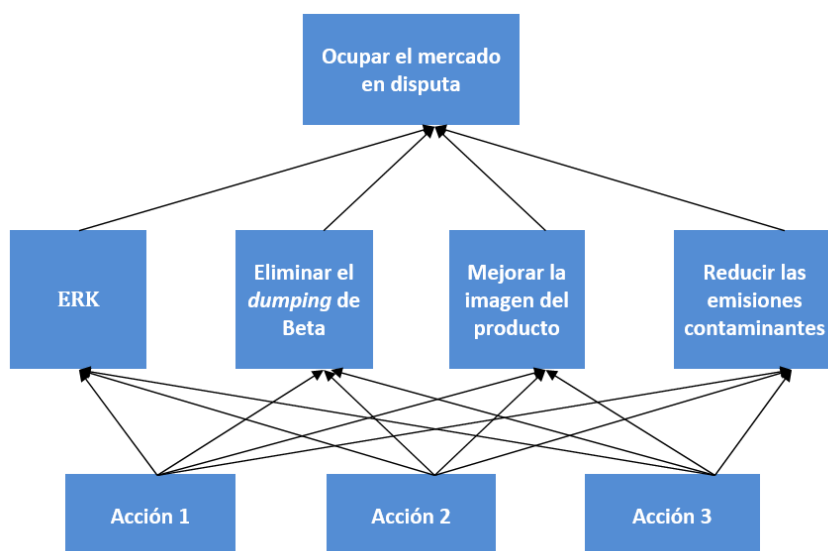 Ocupar el mercado
en disputa
ERK
Eliminar el
dumping de
Beta
Mejorar la
imagen del
producto
Reducir las
emisiones
contaminantes
Acción 1
Acción 2
Acción 3